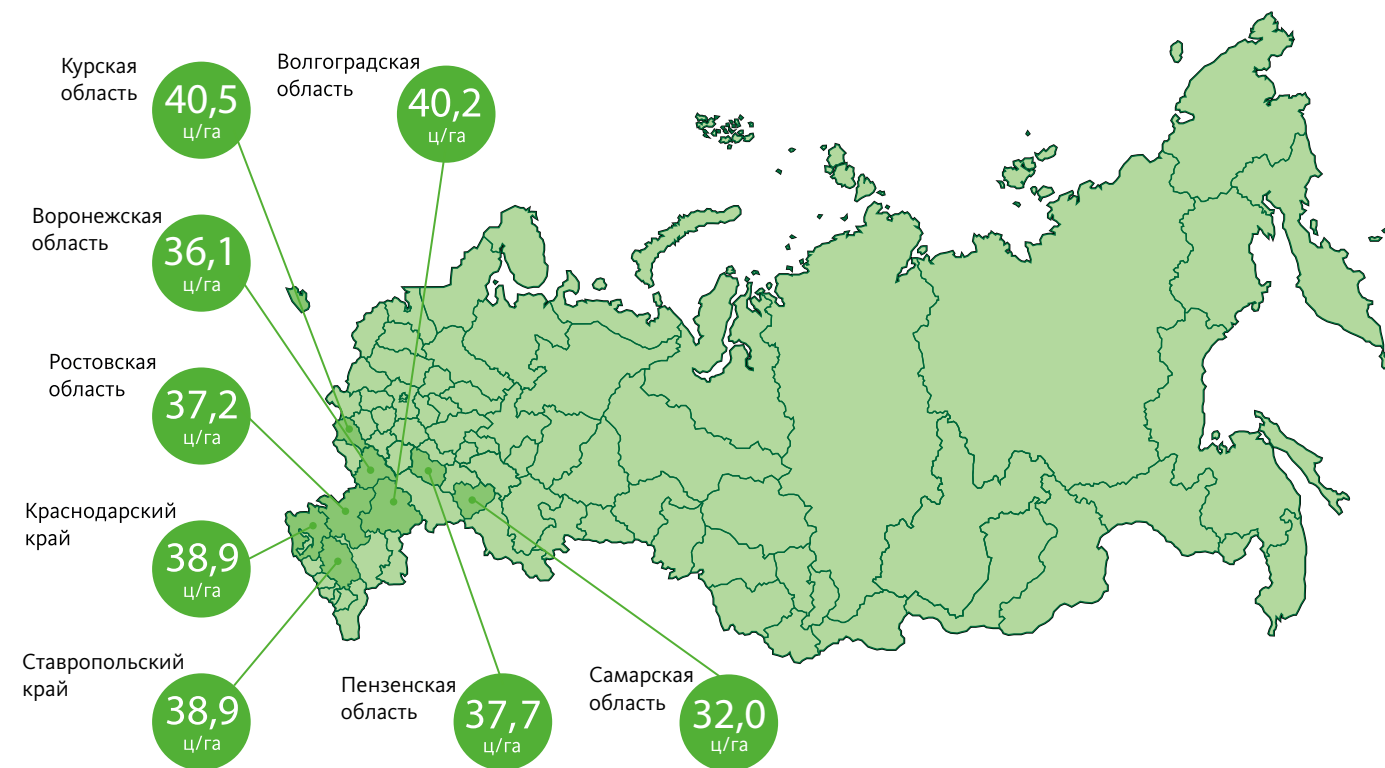 Курская
область
40,5
ц/га
Волгоградская
область
40,2
ц/га
Воронежская
область
36,1
ц/га
Ростовская
область
37,2
ц/га
Краснодарский
край
38,9
ц/га
Ставропольский
край
38,9
ц/га
Пензенская
область
37,7
ц/га
Самарская
область
32,0
ц/га